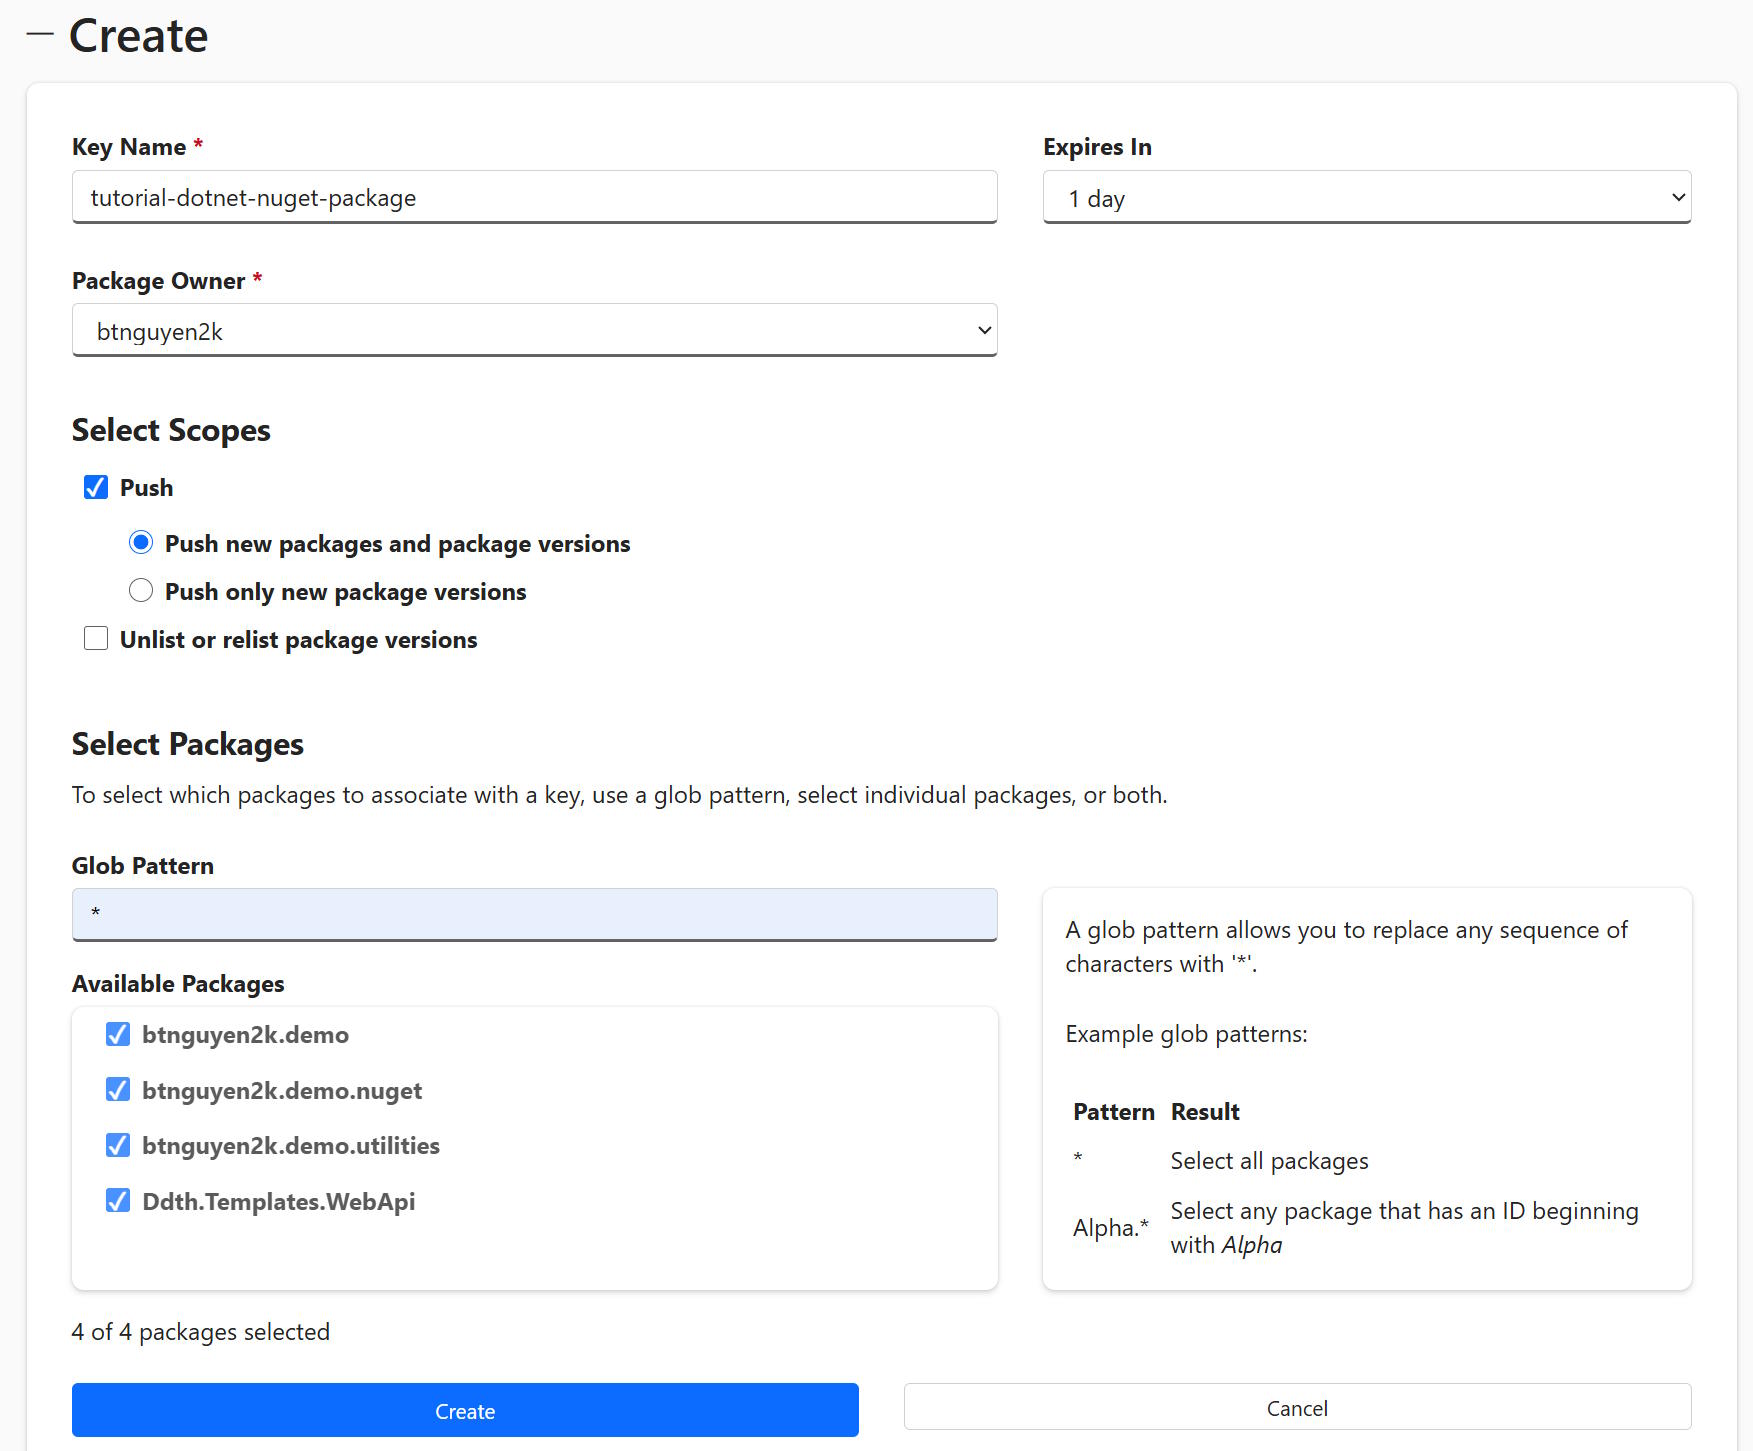 Create
Key Name *
Expires In
tutorial-dotnet-nuget-package
1 day
Package Owner *
btnguyen2k
Select Scopes
Push
Push new packages and package versions
Push only new package versions
Unlist or relist package versions
Select Packages
To select which packages to associate with a key, use a glob pattern, select individual packages, or both.
Glob Pattern
*
Available Packages
btnguyen2k.demo
btnguyen2k.demo.nuget
btnguyen2k.demo.utilities
Ddth.Templates.WebApi
A glob pattern allows you to replace any sequence of
characters with '*'.
Example glob patterns:
Pattern Result
* Select all packages
Alpha.* Select any package that has an ID beginning
with Alpha
4 of 4 packages selected
Create
Cancel